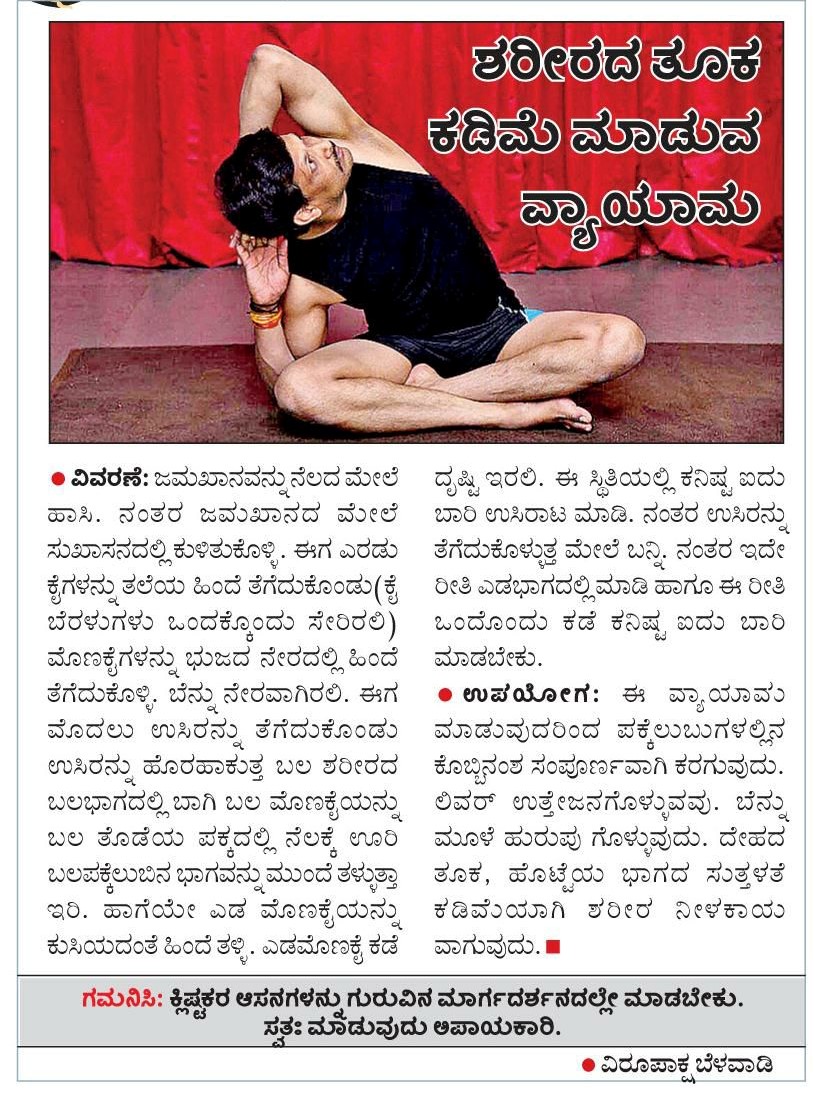 ಶರೀರದ ತೂಕ
ಕಡಿಮೆ ಮಾಡುವ
ವ್ಯಾಯಾಮ
● ವಿವರಣೆ: ಜಮಖಾನವನ್ನು ನೆಲದ ಮೇಲೆ
ಹಾಸಿ. ನಂತರ ಜಮಖಾನದ ಮೇಲೆ
ಸುಖಾಸನದಲ್ಲಿ ಕುಳಿತುಕೊಳ್ಳಿ. ಈಗ ಎರಡು
ಕೈಗಳನ್ನು ತಲೆಯ ಹಿಂದೆ ತೆಗೆದುಕೊಂಡು(ಕೈ
ಬೆರಳುಗಳು ಒಂದಕ್ಕೊಂದು ಸೇರಿರಲಿ)
ಮೊಣಕೈಗಳನ್ನು ಭುಜದ ನೇರದಲ್ಲಿ ಹಿಂದೆ
ತೆಗೆದುಕೊಳ್ಳಿ. ಬೆನ್ನು ನೇರವಾಗಿರಲಿ. ಈಗ
ಮೊದಲು ಉಸಿರನ್ನು ತೆಗೆದುಕೊಂಡು
ಉಸಿರನ್ನು ಹೊರಹಾಕುತ್ತ ಬಲ ಶರೀರದ
ಬಲಭಾಗದಲ್ಲಿ ಬಾಗಿ ಬಲ ಮೊಣಕೈಯನ್ನು
ಬಲ ತೊಡೆಯ ಪಕ್ಕದಲ್ಲಿ ನೆಲಕ್ಕೆ ಊರಿ
ಬಲಪಕ್ಕೆಲುಬಿನ ಭಾಗವನ್ನು ಮುಂದೆ ತಳ್ಳುತ್ತಾ
ಇರಿ. ಹಾಗೆಯೇ ಎಡ ಮೊಣಕೈಯನ್ನು
ಕುಸಿಯದಂತೆ ಹಿಂದೆ ತಳ್ಳಿ. ಎಡಮೊಣಕೈ ಕಡೆ
ದೃಷ್ಟಿ ಇರಲಿ. ಈ ಸ್ಥಿತಿಯಲ್ಲಿ ಕನಿಷ್ಟ ಐದು
ಬಾರಿ ಉಸಿರಾಟ ಮಾಡಿ. ನಂತರ ಉಸಿರನ್ನು
ತೆಗೆದುಕೊಳ್ಳುತ್ತ ಮೇಲೆ ಬನ್ನಿ. ನಂತರ ಇದೇ
ರೀತಿ ಎಡಭಾಗದಲ್ಲಿ ಮಾಡಿ ಹಾಗೂ ಈ ರೀತಿ
ಒಂದೊಂದು ಕಡೆ ಕನಿಷ್ಟ ಐದು ಬಾರಿ
ಮಾಡಬೇಕು.
● ಉಪಯೋಗ: ಈ ವ್ಯಾಯಾಮ
ಮಾಡುವುದರಿಂದ ಪಕ್ಕೆಲುಬುಗಳಲ್ಲಿನ
ಕೊಬ್ಬಿನಂಶ ಸಂಪೂರ್ಣವಾಗಿ ಕರಗುವುದು.
ಲಿವರ್ ಉತ್ತೇಜನಗೊಳ್ಳುವವು. ಬೆನ್ನು
ಮೂಳೆ ಹುರುಪು ಗೊಳ್ಳುವುದು. ದೇಹದ
ತೂಕ, ಹೊಟ್ಟೆಯ ಭಾಗದ ಸುತ್ತಳತೆ
ಕಡಿಮೆಯಾಗಿ ಶರೀರ ನೀಳಕಾಯ
ವಾಗುವುದು.■
ಗಮನಿಸಿ: ಕ್ಲಿಷ್ಟಕರ ಆಸನಗಳನ್ನು ಗುರುವಿನ ಮಾರ್ಗದರ್ಶನದಲ್ಲೇ ಮಾಡಬೇಕು.
ಸ್ವತಃ ಮಾಡುವುದು ಅಪಾಯಕಾರಿ.
● ವಿರೂಪಾಕ್ಷ ಬೆಳವಾಡಿ